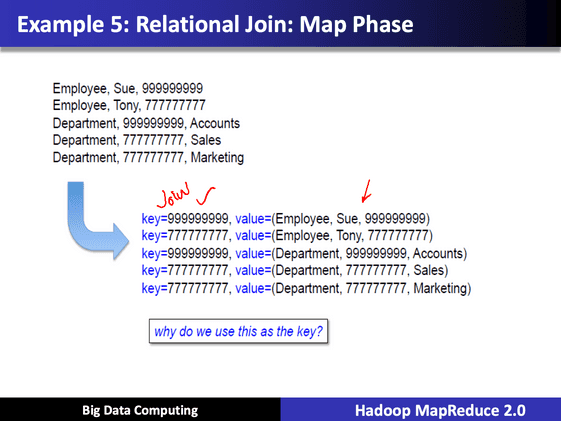 Example 5: Relational Join: Map Phase
Employee, Sue, 999999999
Employee, Tony, 777777777
Department, 999999999, Accounts
Department, 777777777, Sales
Department, 777777777, Marketing
Join
key=999999999, value=(Employee, Sue, 999999999)
key=777777777, value=(Employee, Tony, 777777777)
key=999999999, value=(Department, 999999999, Accounts)
key=777777777, value=(Department, 777777777, Sales)
key=777777777, value=(Department, 777777777, Marketing)
why do we use this as the key?
Big Data Computing
Hadoop MapReduce 2.0